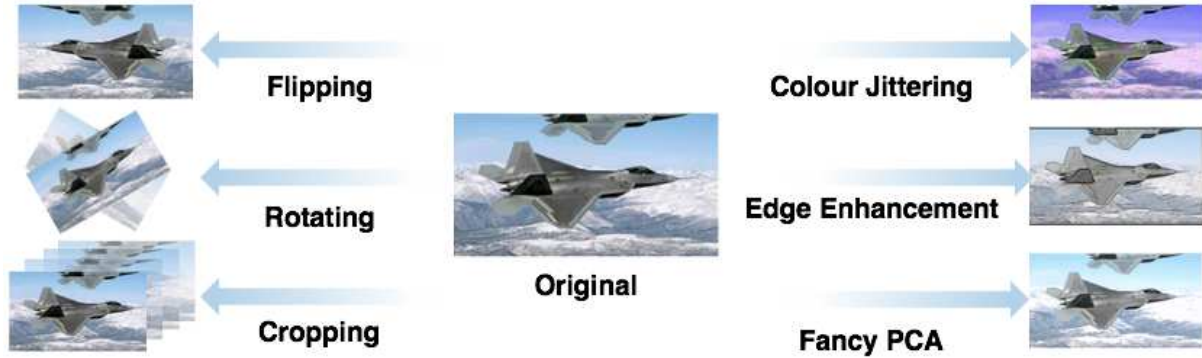 Flipping
Colour Jittering
Rotating
Edge Enhancement
Original
Cropping
Fancy PCA